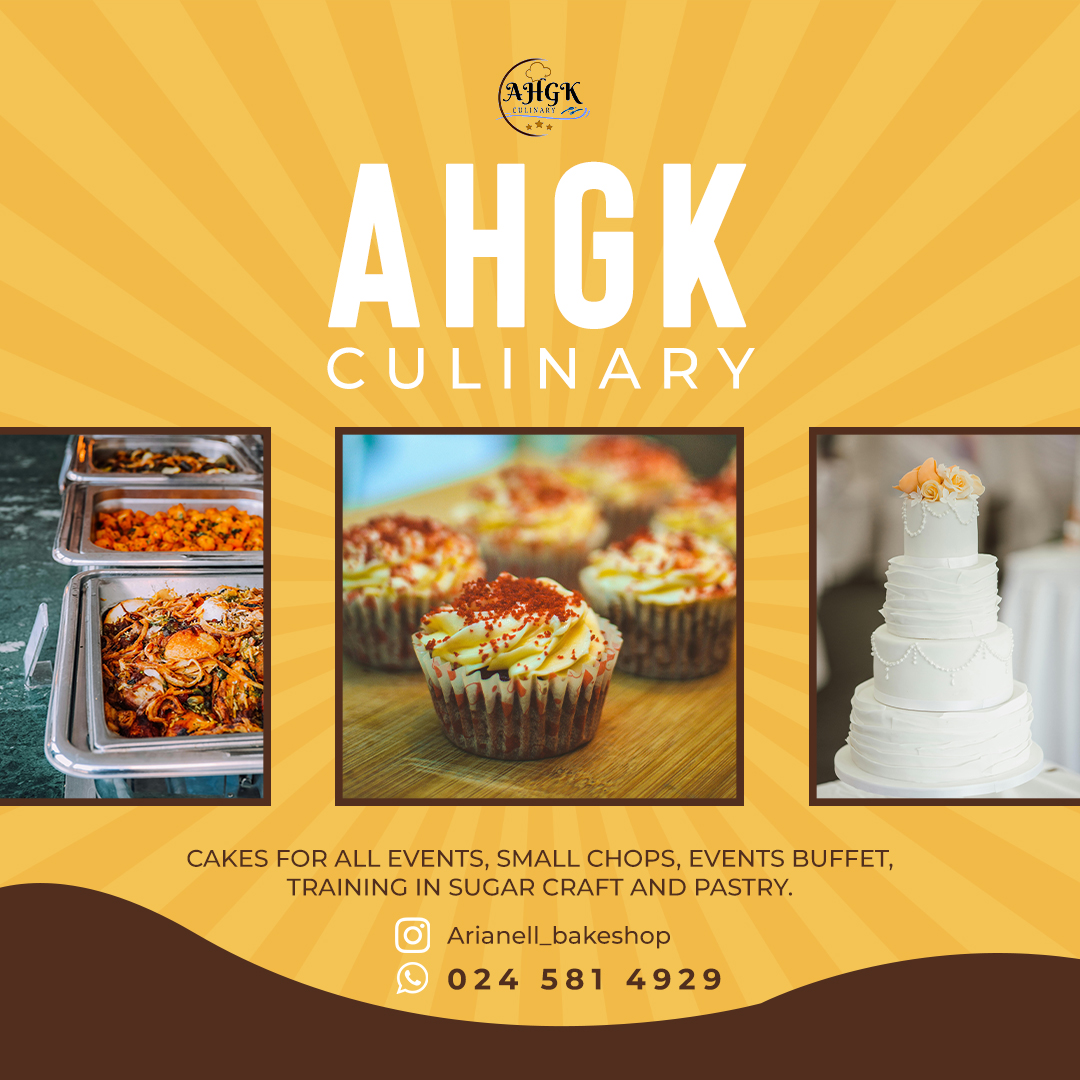 AHGK
CULINARY
AHGK
CULINARY
CAKES FOR ALL EVENTS, SMALL CHOPS, EVENTS BUFFET,
TRAINING IN SUGAR CRAFT AND PASTRY.
Arianell_bakeshop
024 581 4929